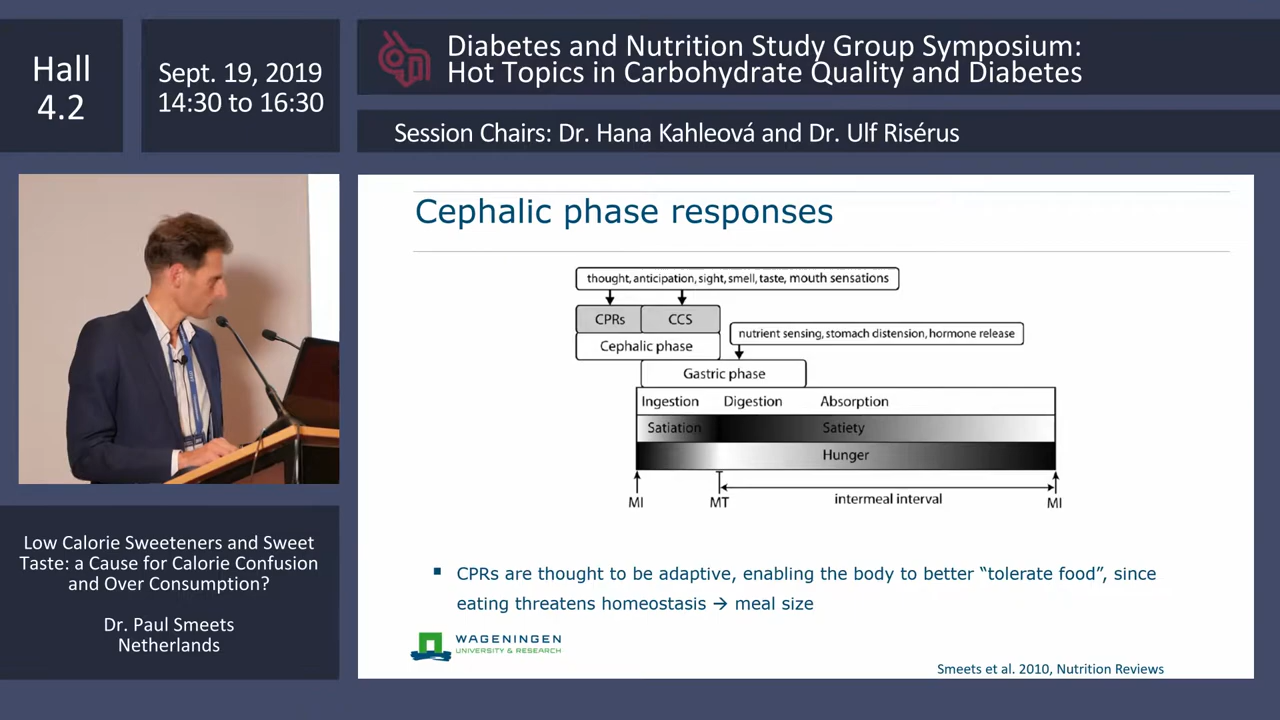 Hall
4.2
Sept. 19, 2019
14:30 to 16:30
Diabetes and Nutrition Study Group Symposium:
Hot Topics in Carbohydrate Quality and Diabetes
Session Chairs: Dr. Hana Kahleová and Dr. Ulf Risérus
Cephalic phase responses
thought, anticipation, sight, smell, taste, mouth sensations
CPRs CCS
nutrient sensing, stomach distension, hormone release
Cephalic phase
Gastric phase
Ingestion Digestion Absorption
Satiation Satiety
Hunger
MI MT intermeal interval MI
▪ CPRs are thought to be adaptive, enabling the body to better “tolerate food”, since
eating threatens homeostasis → meal size
WAGENINGEN
UNIVERSITY & RESEARCH
Smeets et al. 2010, Nutrition Reviews
Low Calorie Sweeteners and Sweet
Taste: a Cause for Calorie Confusion
and Over Consumption?
Dr. Paul Smeets
Netherlands